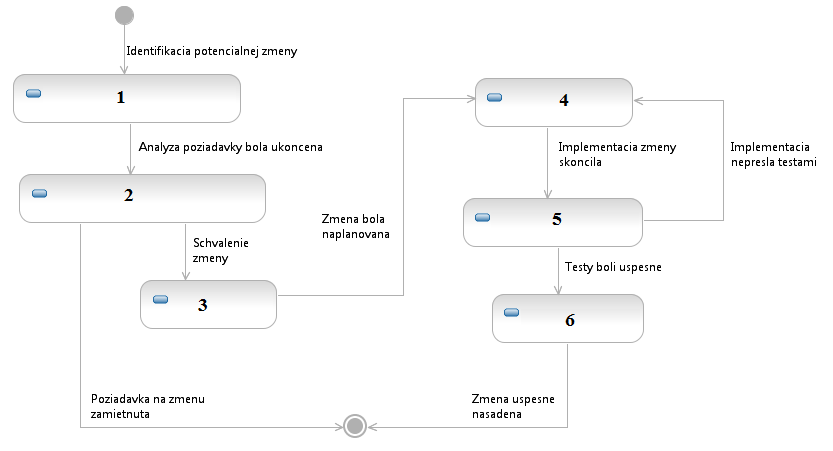 Identifikacia potencialnej zmeny
1
Analyza poziadavky bola ukoncena
2
Schvalenie
zmeny
3
Zmena bola
naplanovana
4
Implementacia zmeny
skoncila
Implementacia
nepresla testami
5
Testy boli uspesne
6
Poziadavka na zmenu
zamietnuta
Zmena uspesne
nasadena